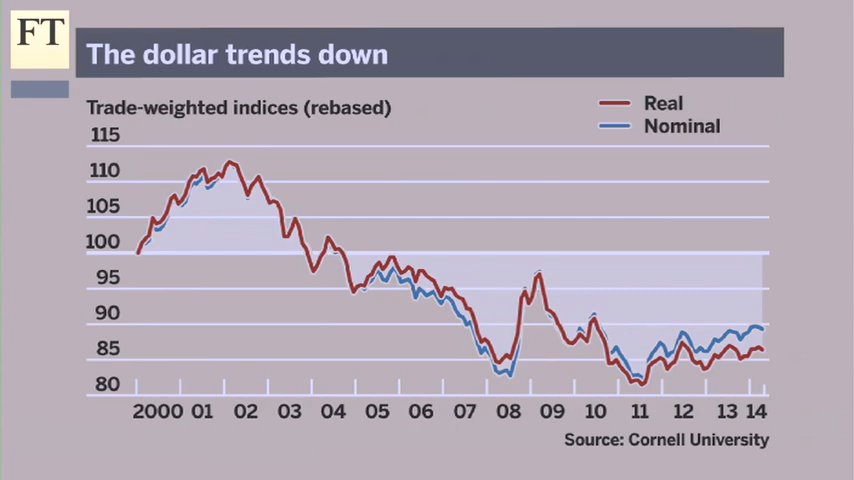 FT
The dollar trends down
Trade-weighted indices (rebased)
Real
Nominal
115
110
105
100
95
90
85
80
2000 01 02 03 04 05 06 07 08 09 10 11 12 13 14
Source: Cornell University